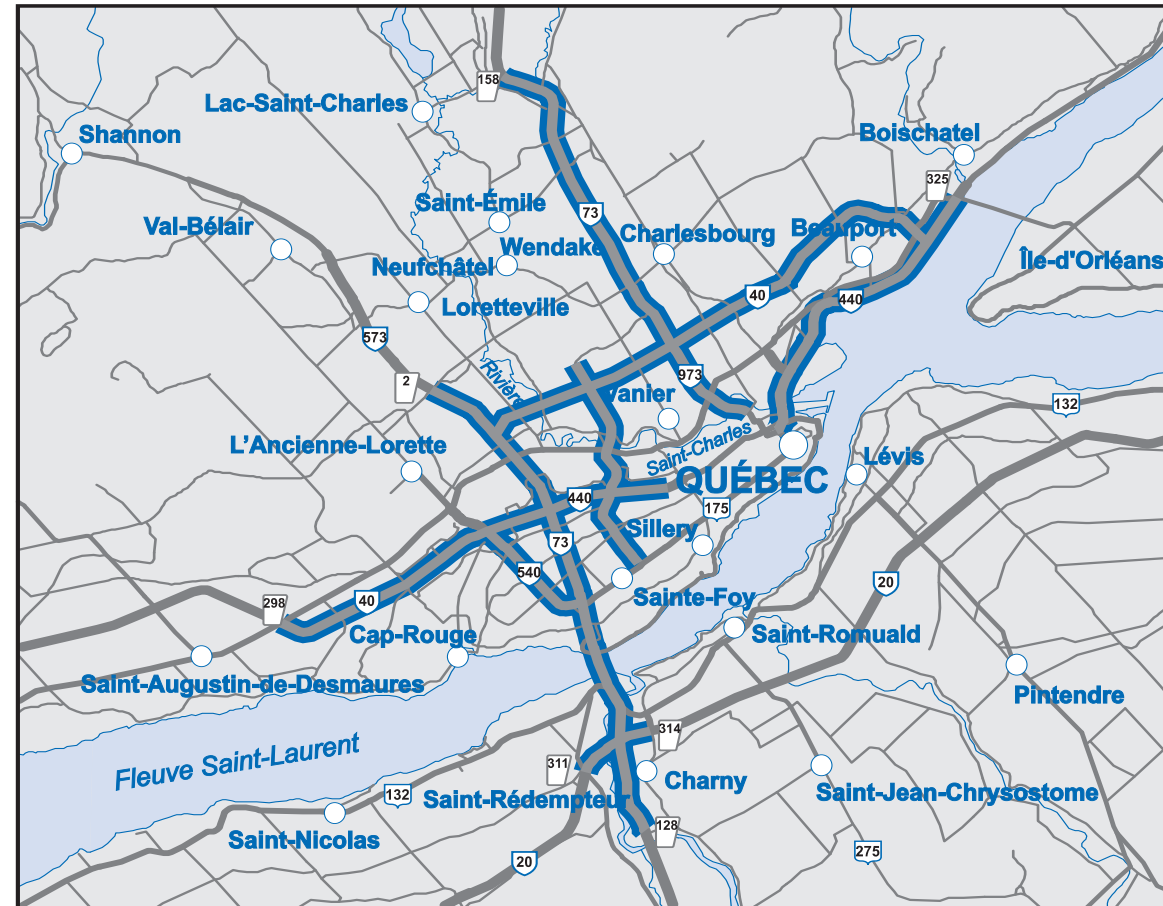 158
Lac-Saint-Charles
Shannon
Boischatel
325
Saint-Émile
73
Val-Bélair
Wendake
Charlesbourg
Beauport
Neufchâtel
Île-d'Orléans
Loretteville
40
440
573
2
Rivière
973
Vanier
132
L'Ancienne-Lorette
Saint-Charles
Lévis
QUÉBEC
440
175
Sillery
73
540
20
298
40
Sainte-Foy
Cap-Rouge
Saint-Romuald
Saint-Augustin-de-Desmaures
Pintendre
314
Fleuve Saint-Laurent
311
Charny
132
Saint-Rédempteur
Saint-Jean-Chrysostome
128
Saint-Nicolas
20
275